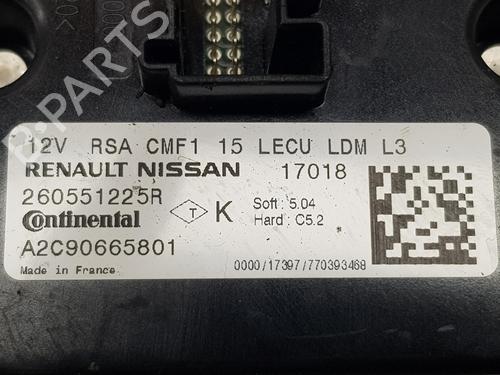 12V RSA CMF1 15 LECU LDM L3
RENAULT NISSAN 17018
260551225R
Continental T K Soft : 5.04
Hard : C5.2
A2C90665801
Made in France 0000/17397/770393468
B-PARTS